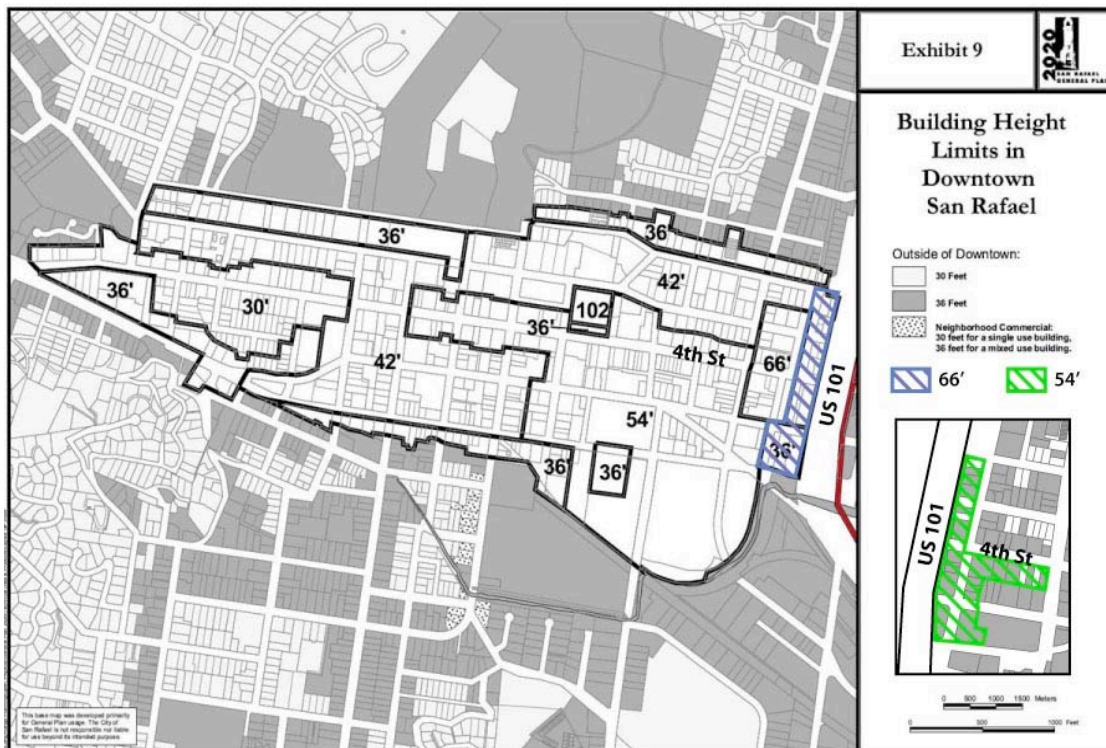 Exhibit 9
2020
SAN RAFAEL
GENERAL PLAN
Building Height
Limits in
Downtown
San Rafael
Outside of Downtown:
30 Feet
36 Feet
Neighborhood Commercial:
30 feet for a single use building,
36 feet for a mixed use building.
66'
54'
US 101
4th St
0 500 1000 1500 Meters
0 500 1000 Feet
36'
36'
42'
36'
30'
102
36'
42'
4th St
66'
US 101
54'
36'
36'
36'
This base map was developed primarily
for General Plan usage. The City of
San Rafael is not responsible nor liable
for use beyond its intended purpose.